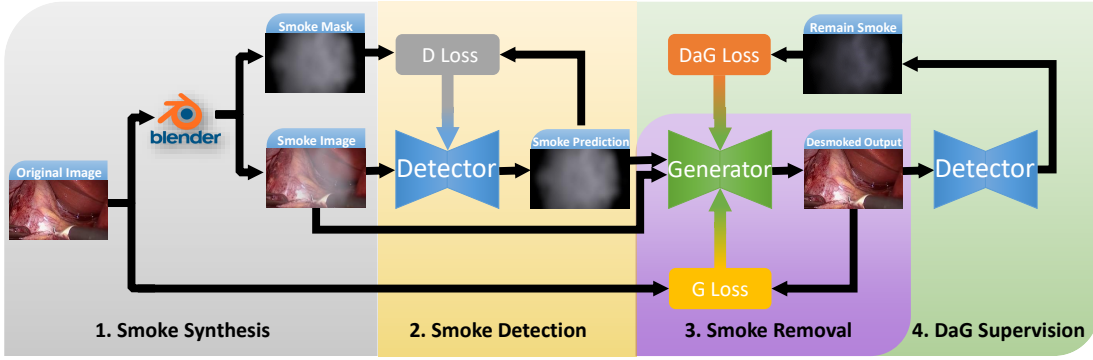 Smoke Mask
D Loss
DaG Loss
Remain Smoke
blender
Original Image
Smoke Image
Detector
Smoke Prediction
Generator
Desmoked Output
Detector
G Loss
1. Smoke Synthesis
2. Smoke Detection
3. Smoke Removal
4. DaG Supervision